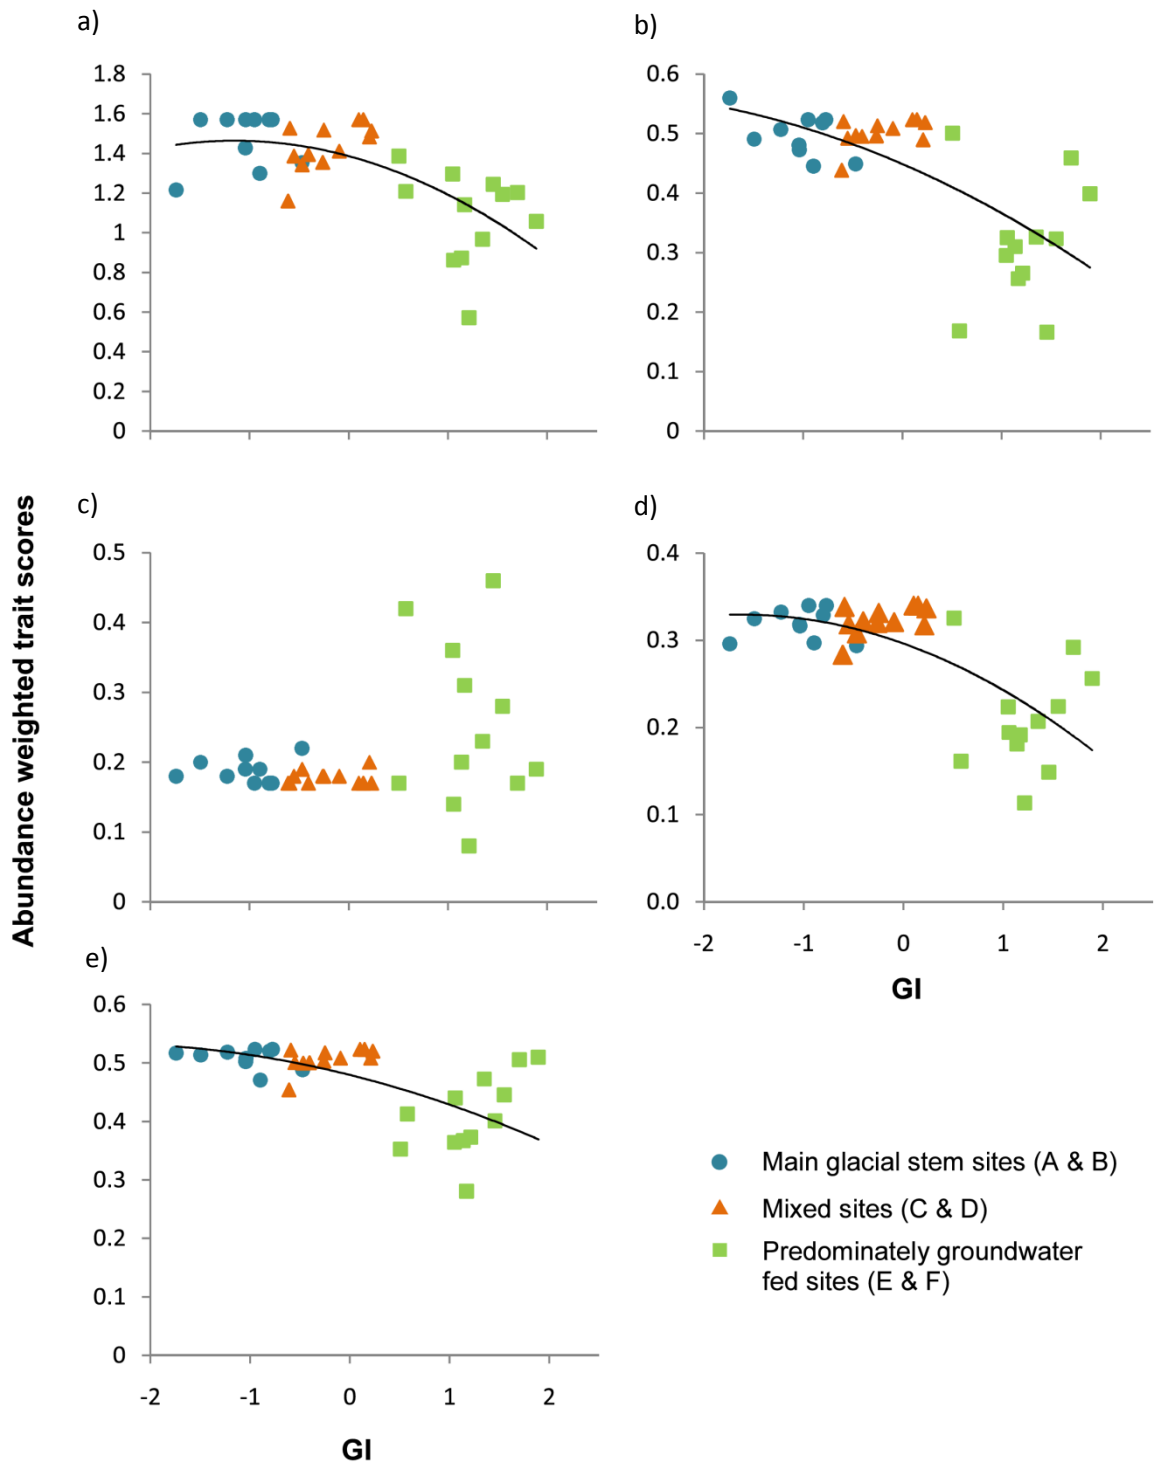 a)
1.8
1.6
1.4
1.2
1
0.8
0.6
0.4
0.2
0
b)
0.6
0.5
0.4
0.3
0.2
0.1
0
Abundance weighted trait scores
c)
0.5
0.4
0.3
0.2
0.1
0
d)
0.4
0.3
0.2
0.1
0.0
-2 -1 0 1 2
GI
e)
0.6
0.5
0.4
0.3
0.2
0.1
0
-2 -1 0 1 2
GI
Main glacial stem sites (A & B)
Mixed sites (C & D)
Predominately groundwater
fed sites (E & F)